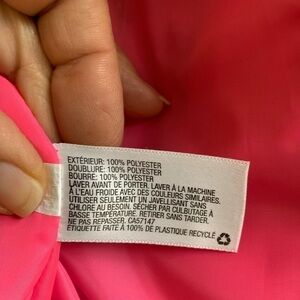 EXTÉRIEUR: 100% POLYESTER
DOUBLURE: 100% POLYESTER
BOURRE: 100% POLYESTER
LAVER AVANT DE PORTER. LAVER À LA MACHINE
À L'EAU FROIDE AVEC DES COULEURS SIMILAIRES.
UTILISER SEULEMENT UN JAVELLISANT SANS
CHLORE AU BESOIN. SÉCHER PAR CULBUTAGE À
BASSE TEMPÉRATURE. RETIRER SANS TARDER.
NE PAS REPASSER. CA57147
ÉTIQUETTE FAITE À 100% DE PLASTIQUE RECYCLÉ